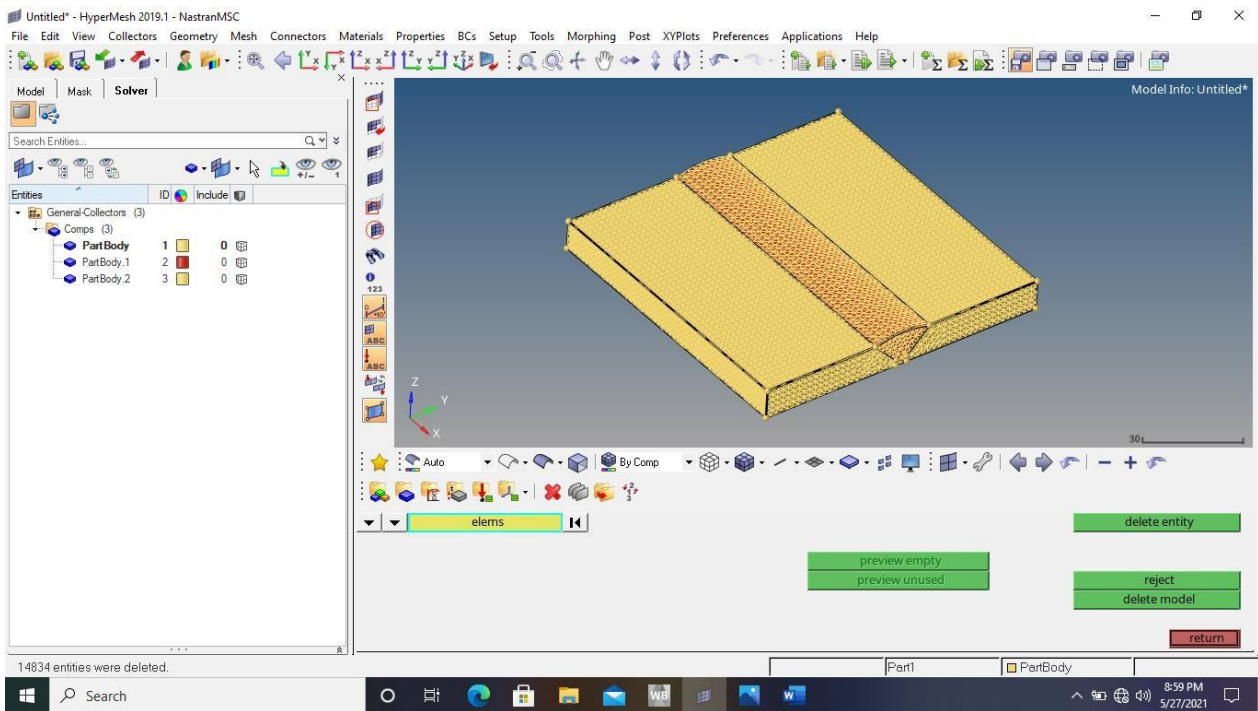 Untitled* - HyperMesh 2019.1 - NastranMSC
File Edit View Collectors Geometry Mesh Connectors Materials Properties BCs Setup Tools Morphing Post XYPlots Preferences Applications Help
Model Mask Solver
Model Info: Untitled*
Search Entities...
Entities ID Include
General-Collectors (3)
Comps (3)
PartBody 1 0
PartBody.1 2 0
PartBody.2 3 0
123
ABC
ABC
Z
Y
X
30
Auto By Comp
elems delete entity
preview empty
preview unused reject
delete model
return
14834 entities were deleted. Part1 PartBody
Search WB W 8:59 PM
5/27/2021